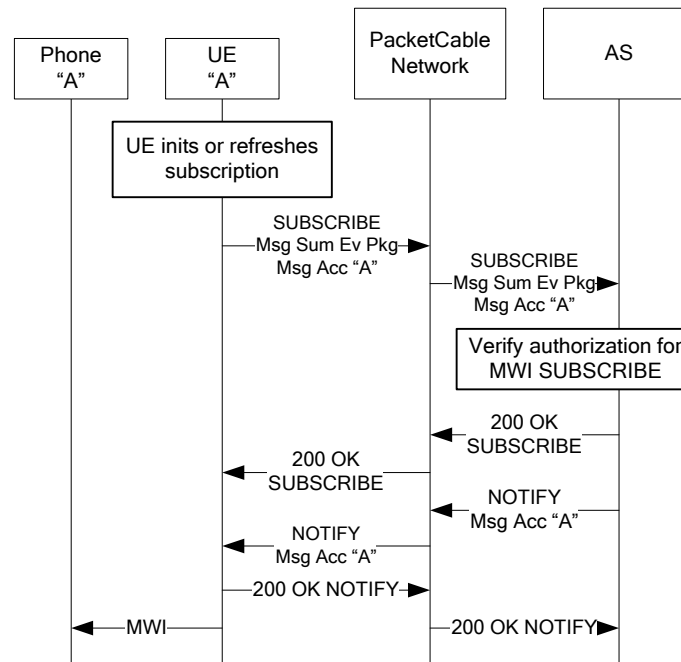 Phone
“A”
UE
“A”
PacketCable
Network
AS
UE inits or refreshes
subscription
SUBSCRIBE
Msg Sum Ev Pkg
Msg Acc “A”
SUBSCRIBE
Msg Sum Ev Pkg
Msg Acc “A”
Verify authorization for
MWI SUBSCRIBE
200 OK
SUBSCRIBE
200 OK
SUBSCRIBE
NOTIFY
Msg Acc “A”
NOTIFY
Msg Acc “A”
200 OK NOTIFY
MWI
200 OK NOTIFY